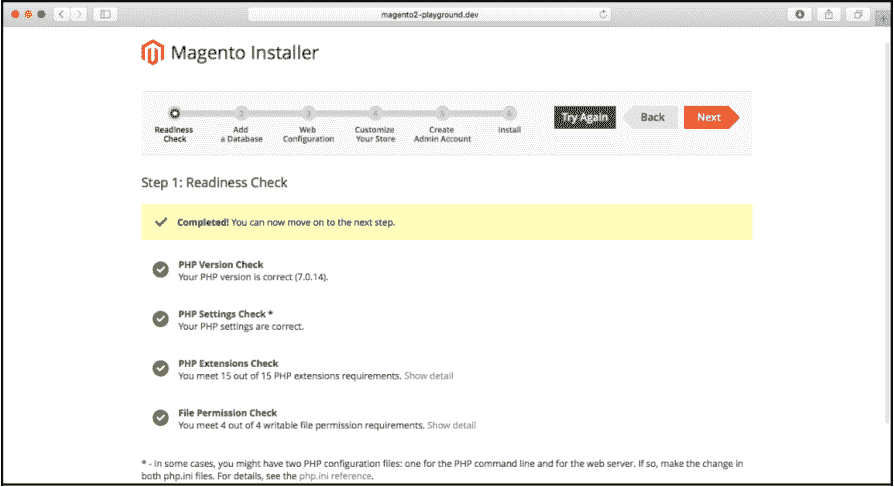 magento2-playground.dev
Magento Installer
1 2 3 4 5 6
Readiness Check
Add a Database
Web Configuration
Customize Your Store
Create Admin Account
Install
Try Again
Back
Next
Step 1: Readiness Check
Completed! You can now move on to the next step.
PHP Version Check
Your PHP version is correct (7.0.14).
PHP Settings Check *
Your PHP settings are correct.
PHP Extensions Check
You meet 15 out of 15 PHP extensions requirements. Show detail
File Permission Check
You meet 4 out of 4 writable file permission requirements. Show detail
* - In some cases, you might have two PHP configuration files: one for the PHP command line and for the web server. If so, make the change in
both php.ini files. For details, see the php.ini reference.